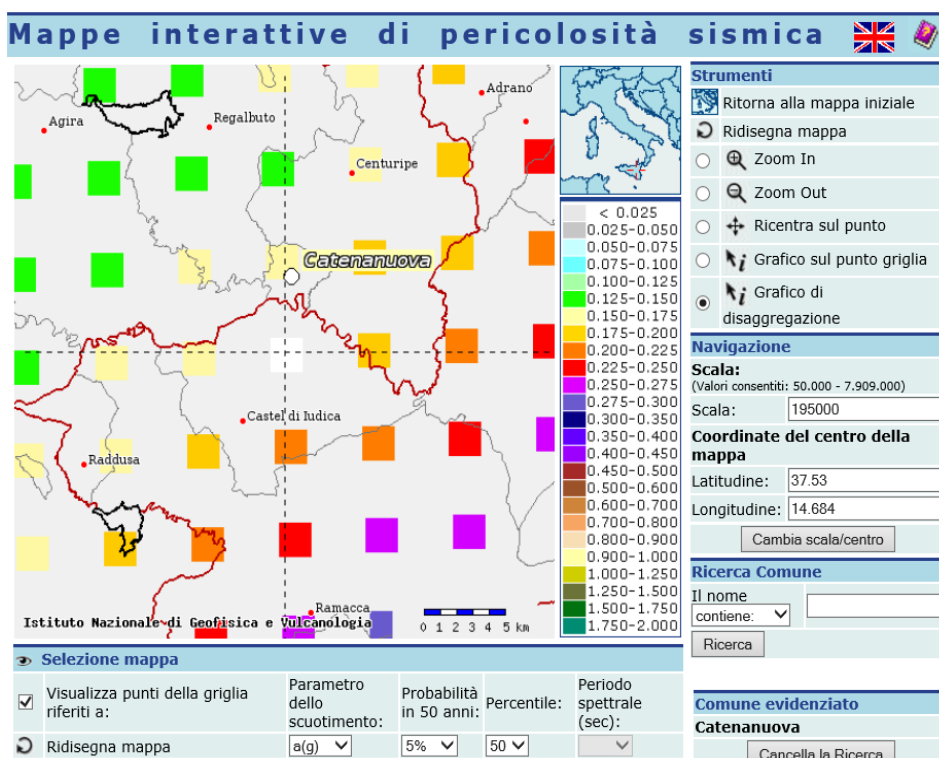 Mappe interattive di pericolosità sismica
Adrano
Agira
Regalbuto
Centuripe
Catenanuova
Castel di Iudica
Raddusa
Ramacca
Istituto Nazionale di Geofisica e Vulcanologia
0 1 2 3 4 5 km
< 0.025
0.025-0.050
0.050-0.075
0.075-0.100
0.100-0.125
0.125-0.150
0.150-0.175
0.175-0.200
0.200-0.225
0.225-0.250
0.250-0.275
0.275-0.300
0.300-0.350
0.350-0.400
0.400-0.450
0.450-0.500
0.500-0.600
0.600-0.700
0.700-0.800
0.800-0.900
0.900-1.000
1.000-1.250
1.250-1.500
1.500-1.750
1.750-2.000
Strumenti
Ritorna alla mappa iniziale
Ridisegna mappa
Zoom In
Zoom Out
Ricentra sul punto
i Grafico sul punto griglia
i Grafico di
disaggregazione
Navigazione
Scala:
(Valori consentiti: 50.000 - 7.909.000)
Scala: 195000
Coordinate del centro della
mappa
Latitudine: 37.53
Longitudine: 14.684
Cambia scala/centro
Ricerca Comune
Il nome
contiene:
Ricerca
Comune evidenziato
Catenanuova
Cancella la Ricerca
Selezione mappa
Visualizza punti della griglia
riferiti a:
Parametro
dello
scuotimento:
Probabilità
in 50 anni:
Percentile:
Periodo
spettrale
(sec):
Ridisegna mappa
a(g)
5%
50